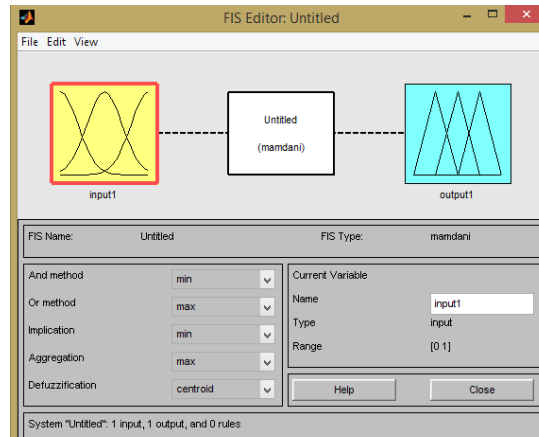 FIS Editor: Untitled
File Edit View
Untitled
(mamdani)
input1
output1
FIS Name: Untitled FIS Type: mamdani
And method min
Or method max
Implication min
Aggregation max
Defuzzification centroid
Current Variable
Name input1
Type input
Range [0 1]
Help Close
System "Untitled": 1 input, 1 output, and 0 rules